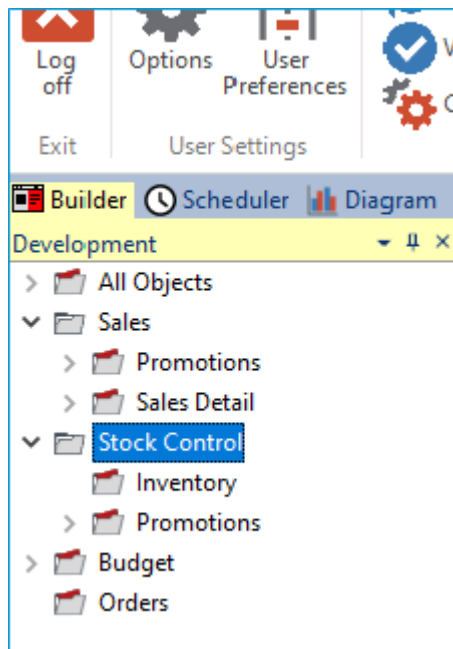 Log off
Options
User Preferences
Exit
User Settings
Builder
Scheduler
Diagram
Development
All Objects
Sales
Promotions
Sales Detail
Stock Control
Inventory
Promotions
Budget
Orders